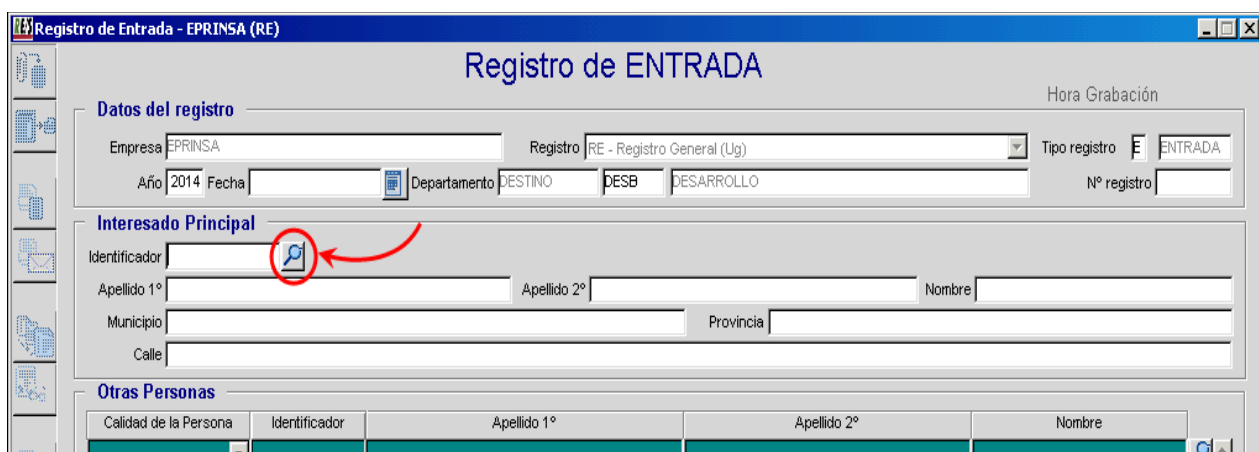 REXS Registro de Entrada - EPRINSA (RE)
Registro de ENTRADA
Hora Grabación
Datos del registro
Empresa EPRINSA Registro RE - Registro General (Ug) Tipo registro E ENTRADA
Año 2014 Fecha Departamento DESTINO DESB DESARROLLO Nº registro
Interesado Principal
Identificador
Apellido 1º Apellido 2º Nombre
Municipio Provincia
Calle
Otras Personas
Calidad de la Persona Identificador Apellido 1º Apellido 2º Nombre